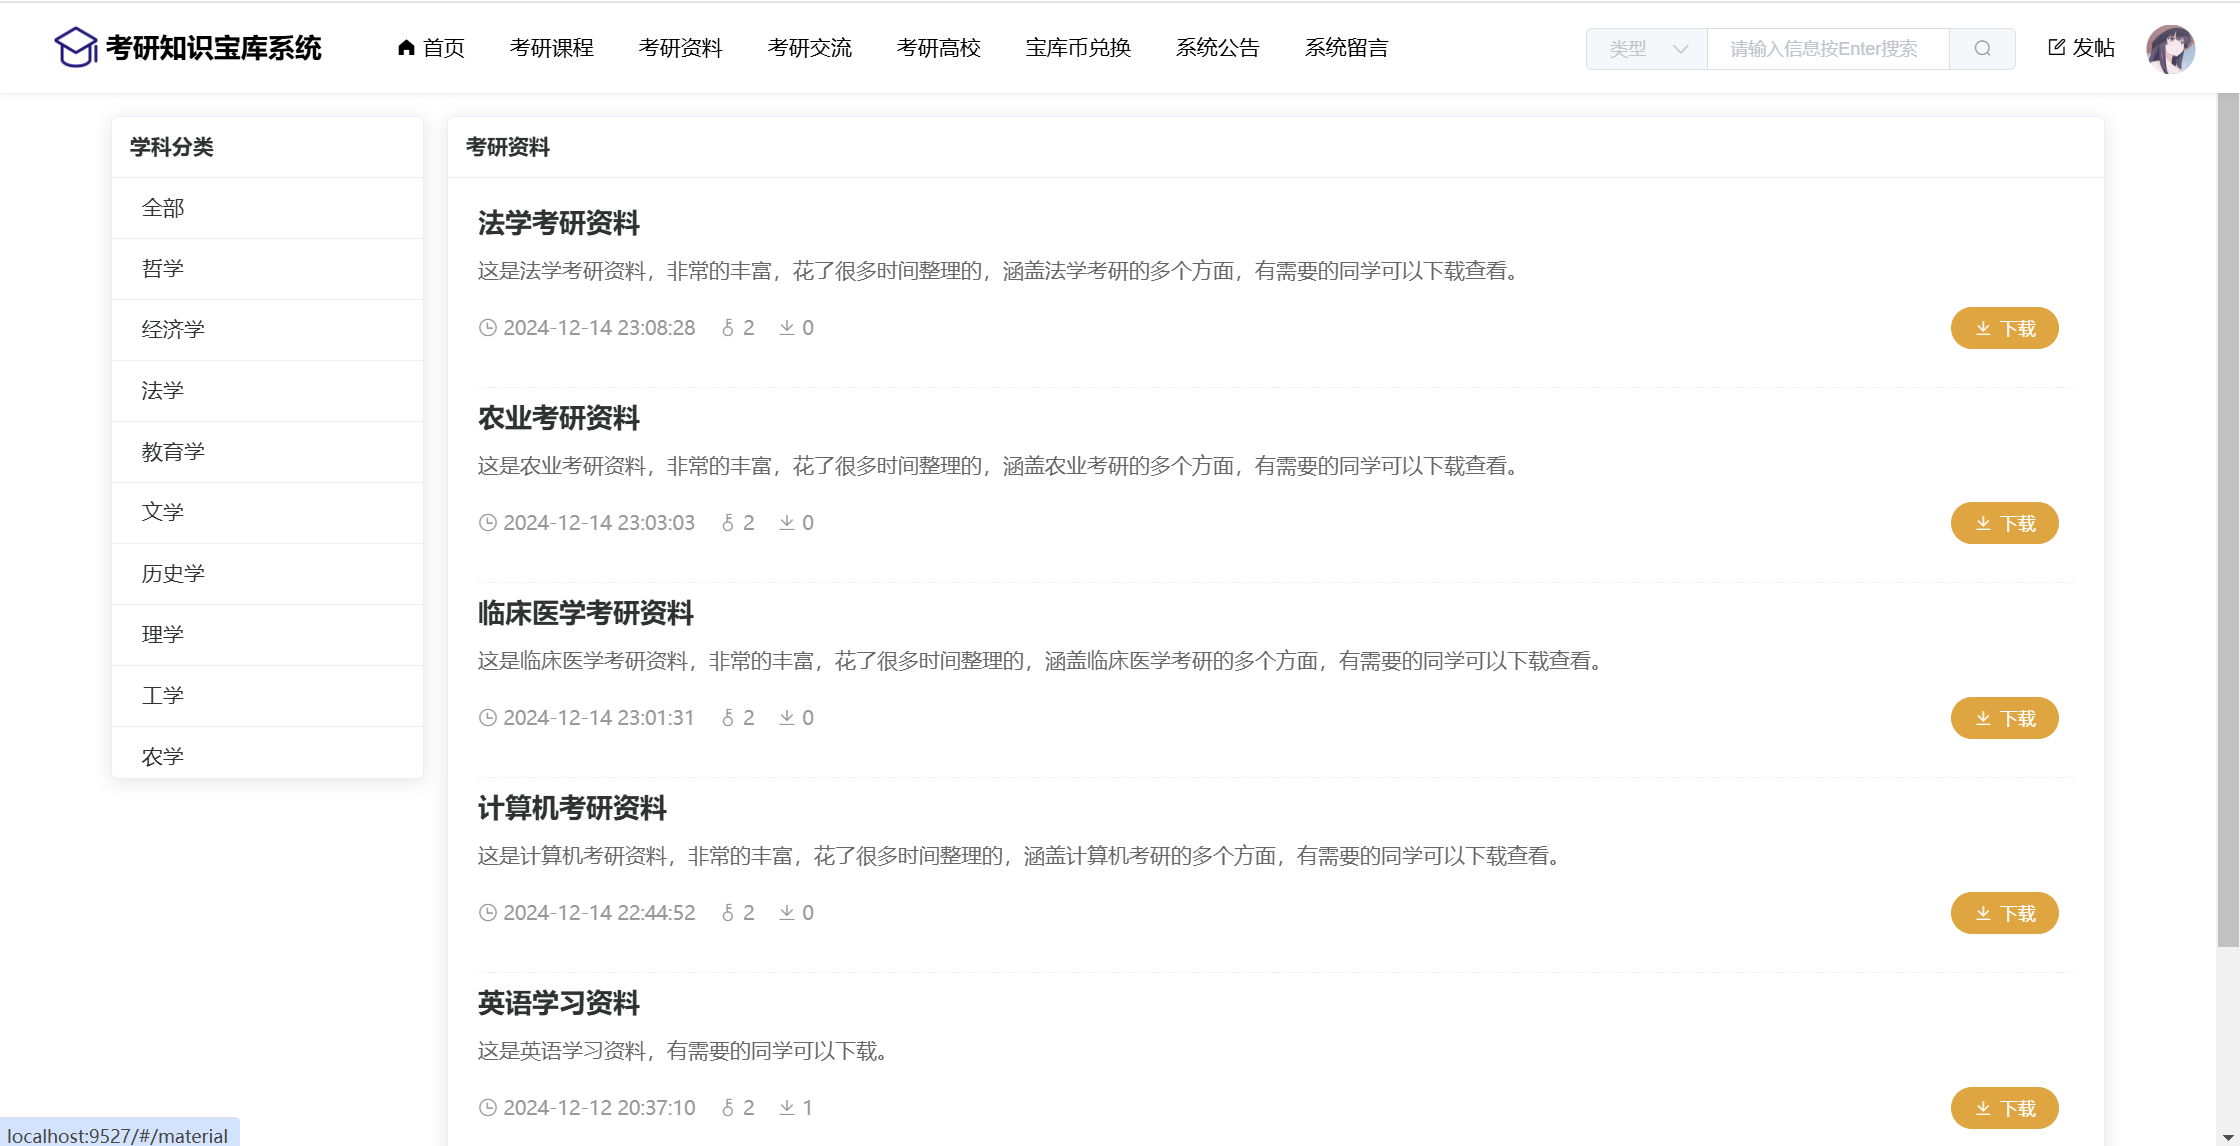 考研知识宝库系统 首页 考研课程 考研资料 考研交流 考研高校 宝库币兑换 系统公告 系统留言 类型 请输入信息按Enter搜索 发帖
学科分类
全部
哲学
经济学
法学
教育学
文学
历史学
理学
工学
农学
考研资料
法学考研资料
这是法学考研资料，非常的丰富，花了很多时间整理的，涵盖法学考研的多个方面，有需要的同学可以下载查看。
2024-12-14 23:08:28 2 0 下载
农业考研资料
这是农业考研资料，非常的丰富，花了很多时间整理的，涵盖农业考研的多个方面，有需要的同学可以下载查看。
2024-12-14 23:03:03 2 0 下载
临床医学考研资料
这是临床医学考研资料，非常的丰富，花了很多时间整理的，涵盖临床医学考研的多个方面，有需要的同学可以下载查看。
2024-12-14 23:01:31 2 0 下载
计算机考研资料
这是计算机考研资料，非常的丰富，花了很多时间整理的，涵盖计算机考研的多个方面，有需要的同学可以下载查看。
2024-12-14 22:44:52 2 0 下载
英语学习资料
这是英语学习资料，有需要的同学可以下载。
2024-12-12 20:37:10 2 1 下载
localhost:9527/#/material